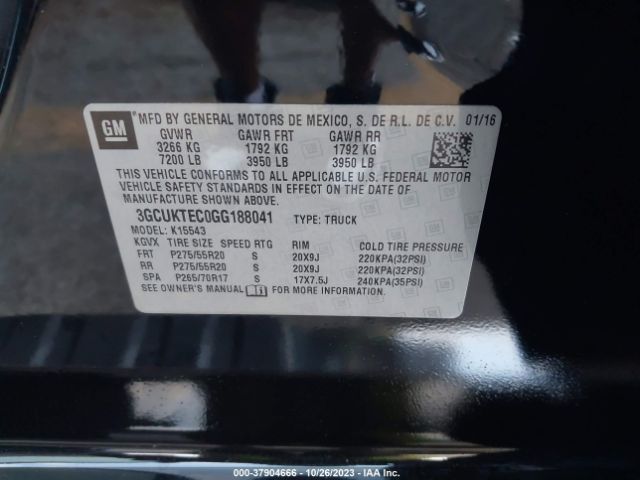 GM
MFD BY GENERAL MOTORS DE MEXICO, S. DE R.L. DE C.V. 01/16
GVWR GAWR FRT GAWR RR
3266 KG 1792 KG 1792 KG
7200 LB 3950 LB 3950 LB
THIS VEHICLE CONFORMS TO ALL APPLICABLE U.S. FEDERAL MOTOR
VEHICLE SAFETY STANDARDS IN EFFECT ON THE DATE OF
MANUFACTURE SHOWN ABOVE.
3GCUKTEC0GG188041 TYPE: TRUCK
MODEL: K15543
KGVX TIRE SIZE SPEED RTG RIM COLD TIRE PRESSURE
FRT P275/55R20 S 20X9J 220KPA(32PSI)
RR P275/55R20 S 20X9J 220KPA(32PSI)
SPA P265/70R17 S 17X7.5J 240KPA(35PSI)
SEE OWNER'S MANUAL FOR MORE INFORMATION.
000-37904666 - 10/26/2023 - IAA Inc.